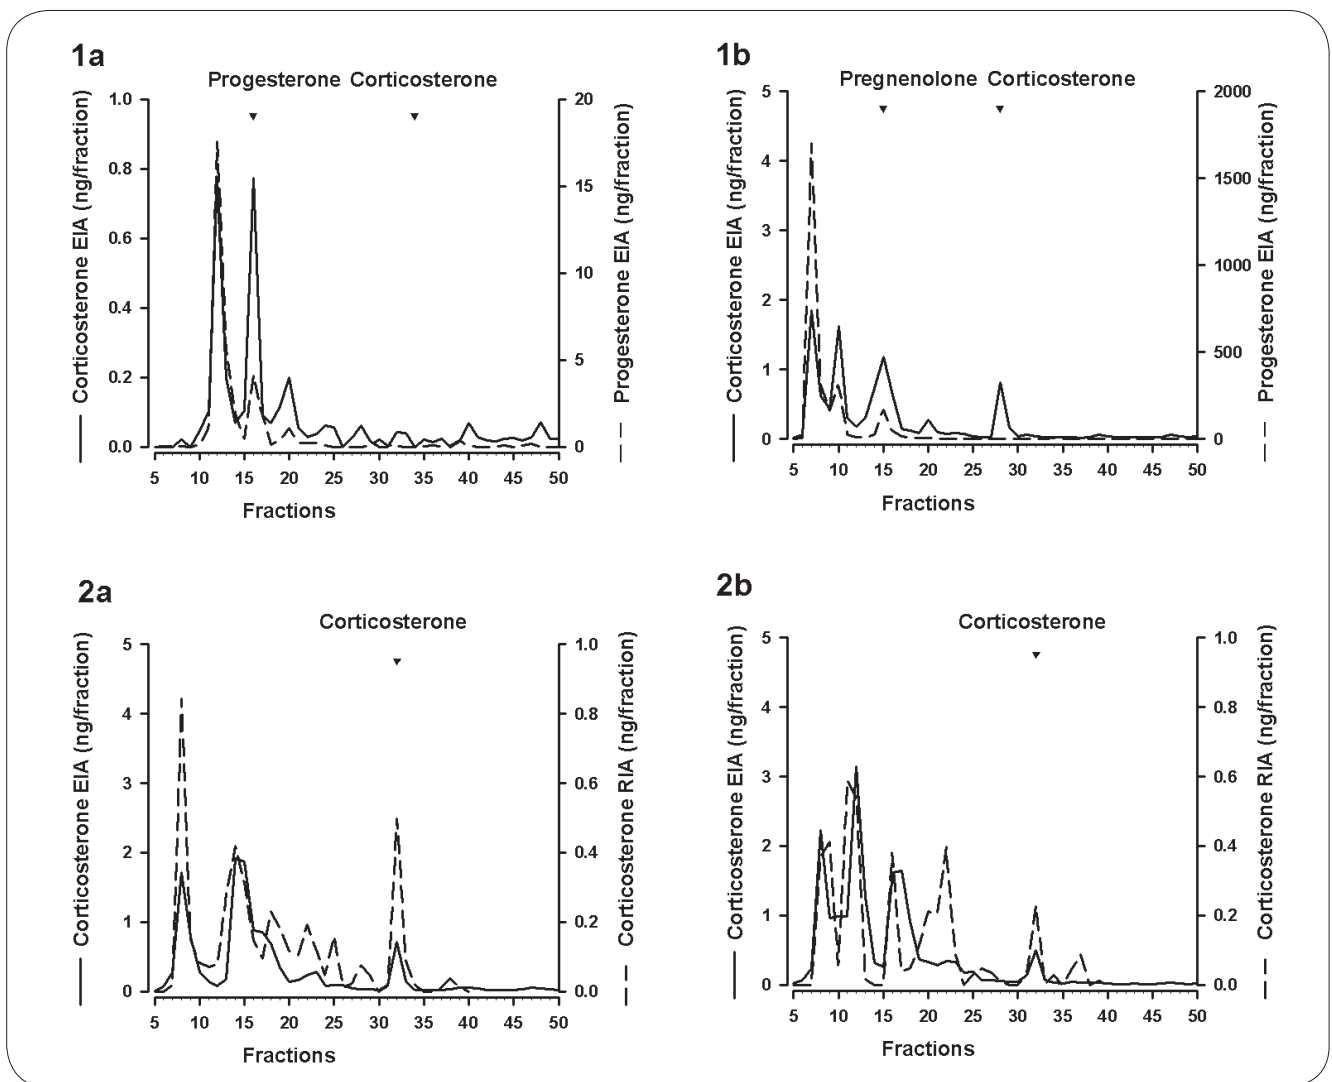 1a
Progesterone Corticosterone
Corticosterone EIA (ng/fraction)
1.0
0.8
0.6
0.4
0.2
0.0
20
15
10
5
0
Progesterone EIA (ng/fraction)
5 10 15 20 25 30 35 40 45 50
Fractions
1b
Pregnenolone Corticosterone
Corticosterone EIA (ng/fraction)
5
4
3
2
1
0
2000
1500
1000
500
0
Progesterone EIA (ng/fraction)
5 10 15 20 25 30 35 40 45 50
Fractions
2a
Corticosterone
Corticosterone EIA (ng/fraction)
5
4
3
2
1
0
1.0
0.8
0.6
0.4
0.2
0.0
Corticosterone RIA (ng/fraction)
5 10 15 20 25 30 35 40 45 50
Fractions
2b
Corticosterone
Corticosterone EIA (ng/fraction)
5
4
3
2
1
0
1.0
0.8
0.6
0.4
0.2
0.0
Corticosterone RIA (ng/fraction)
5 10 15 20 25 30 35 40 45 50
Fractions